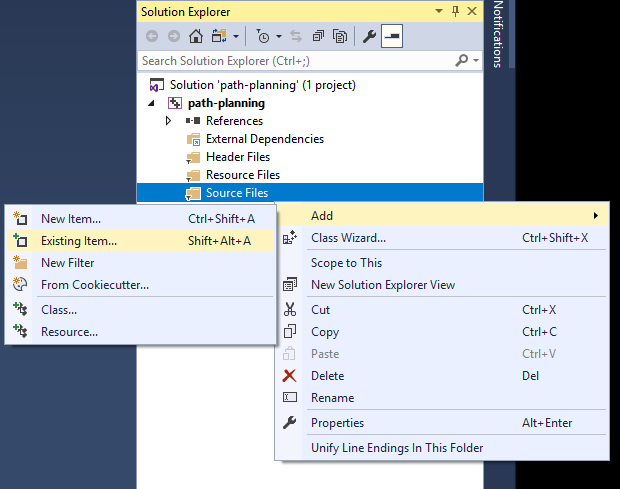 Solution Explorer
Search Solution Explorer (Ctrl+;)
Solution 'path-planning' (1 project)
path-planning
References
External Dependencies
Header Files
Resource Files
Source Files
New Item... Ctrl+Shift+A
Existing Item... Shift+Alt+A
New Filter
From Cookiecutter...
Class...
Resource...
Add
Class Wizard... Ctrl+Shift+X
Scope to This
New Solution Explorer View
Cut Ctrl+X
Copy Ctrl+C
Paste Ctrl+V
Delete Del
Rename
Properties Alt+Enter
Unify Line Endings In This Folder
Notifications